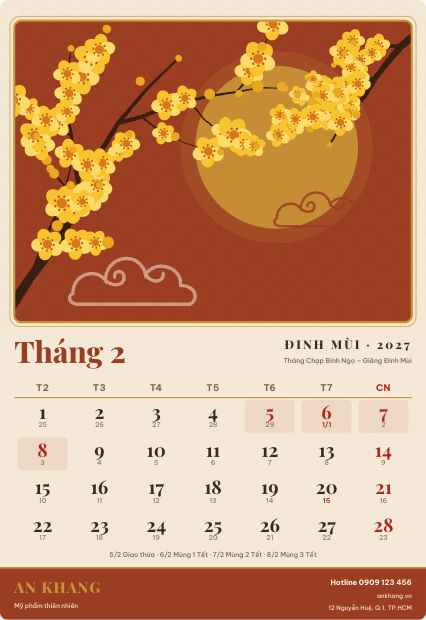 Tháng 2
ĐINH MÙI · 2027
Tháng Chạp Bính Ngọ – Giêng Đinh Mùi
T2 T3 T4 T5 T6 T7 CN
1 2 3 4 5 6 7
25 26 27 28 29 1/1 2
8 9 10 11 12 13 14
3 4 5 6 7 8 9
15 16 17 18 19 20 21
10 11 12 13 14 15 16
22 23 24 25 26 27 28
17 18 19 20 21 22 23
5/2 Giao thừa · 6/2 Mùng 1 Tết · 7/2 Mùng 2 Tết · 8/2 Mùng 3 Tết
AN KHANG
Mỹ phẩm thiên nhiên
Hotline 0909 123 456
ankhang.vn
12 Nguyễn Huệ, Q.1, TP.HCM